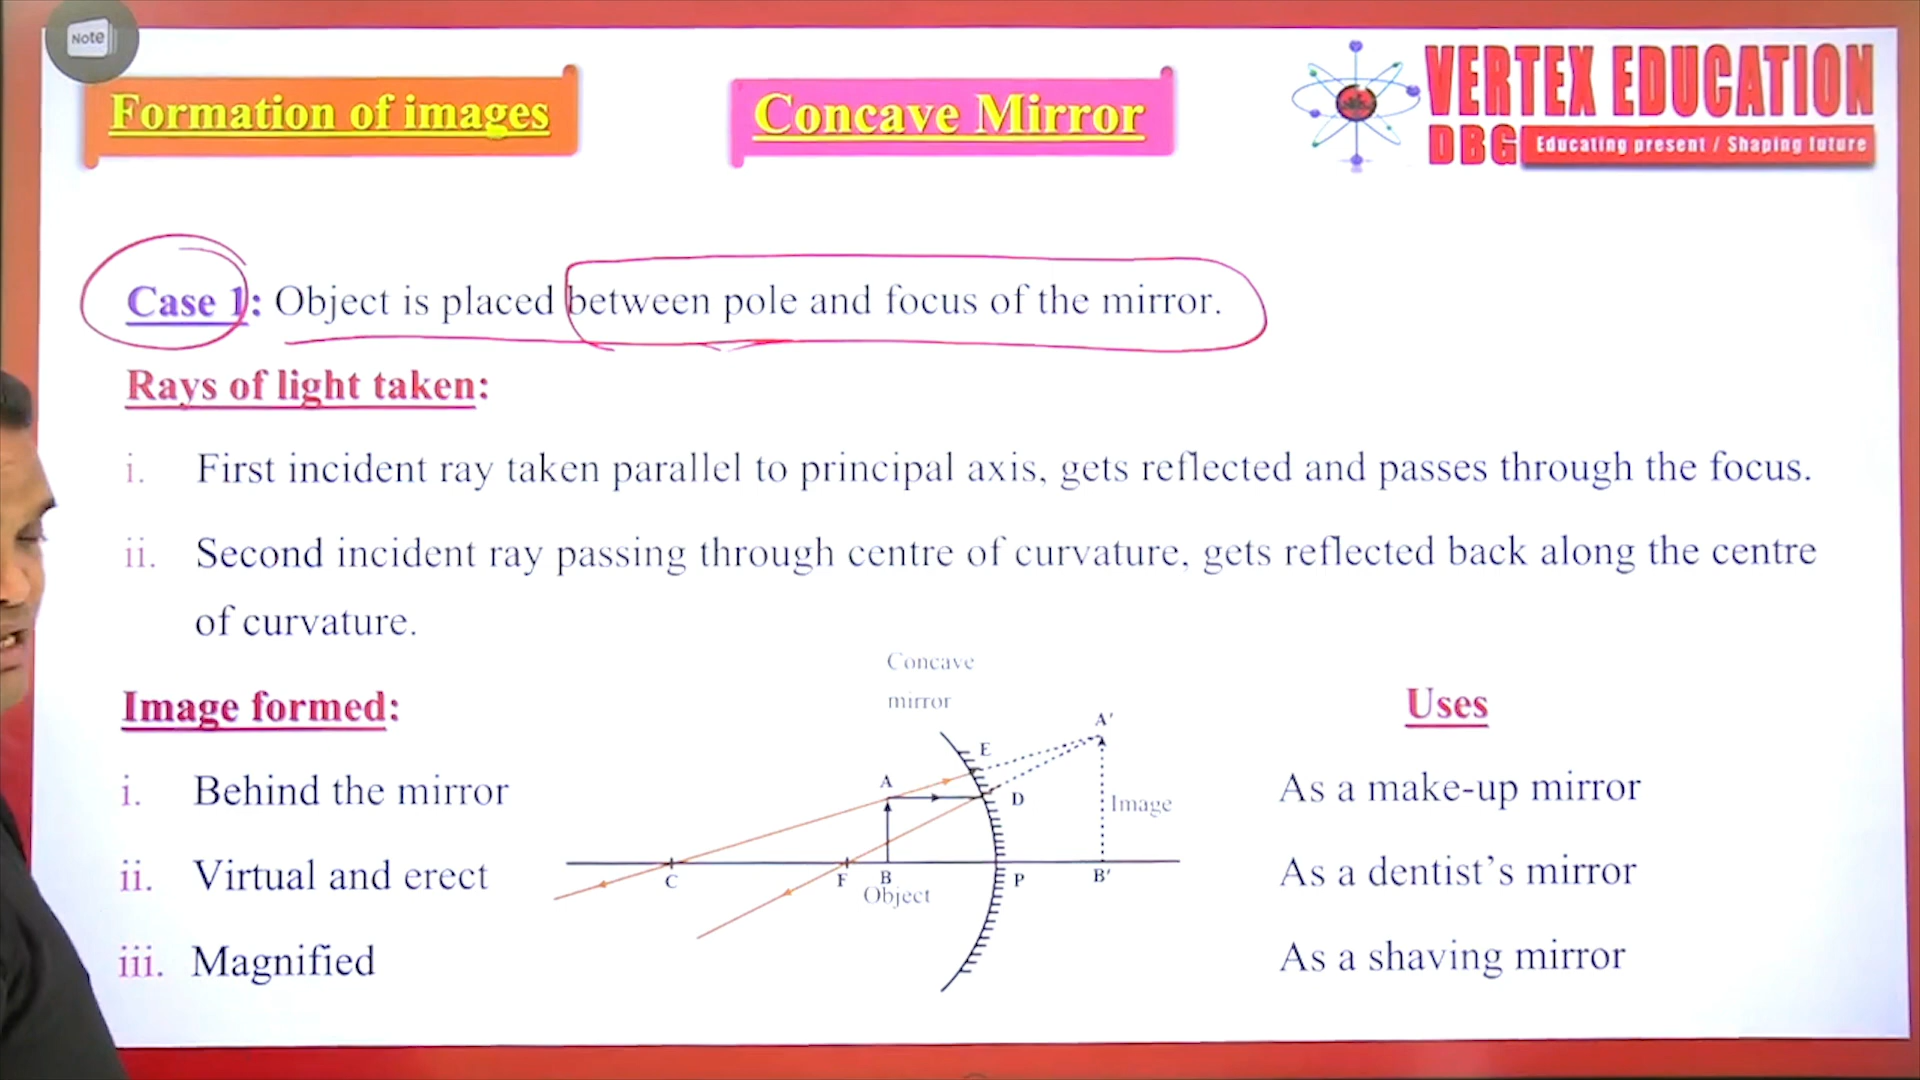 Note
Formation of images
Concave Mirror
VERTEX EDUCATION
DBG Educating present / Shaping future
Case 1: Object is placed between pole and focus of the mirror.
Rays of light taken:
i. First incident ray taken parallel to principal axis, gets reflected and passes through the focus.
ii. Second incident ray passing through centre of curvature, gets reflected back along the centre
of curvature.
Concave
mirror
Image formed:
i. Behind the mirror
ii. Virtual and erect
iii. Magnified
A'
E
A
D
Image
C
F
B
P
B'
Object
Uses
As a make-up mirror
As a dentist’s mirror
As a shaving mirror